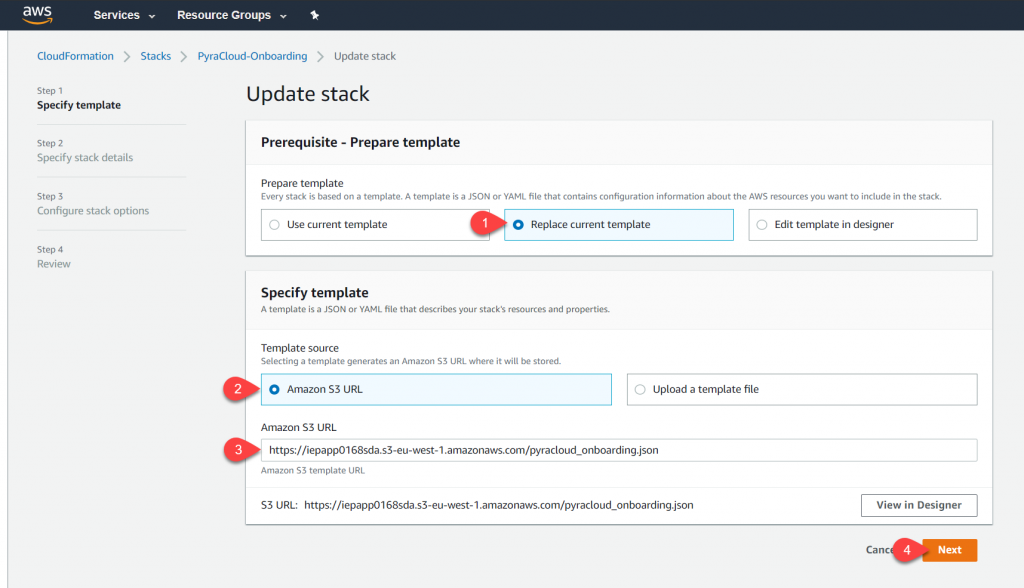 aws
Services
Resource Groups
CloudFormation
Stacks
PyraCloud-Onboarding
Update stack
Step 1
Specify template
Step 2
Specify stack details
Step 3
Configure stack options
Step 4
Review
Update stack
Prerequisite - Prepare template
Prepare template
Every stack is based on a template. A template is a JSON or YAML file that contains configuration information about the AWS resources you want to include in the stack.
Use current template
1
Replace current template
Edit template in designer
Specify template
A template is a JSON or YAML file that describes your stack's resources and properties.
Template source
Selecting a template generates an Amazon S3 URL where it will be stored.
2
Amazon S3 URL
Upload a template file
Amazon S3 URL
3
https://iepapp0168sda.s3-eu-west-1.amazonaws.com/pyracloud_onboarding.json
Amazon S3 template URL
S3 URL: https://iepapp0168sda.s3-eu-west-1.amazonaws.com/pyracloud_onboarding.json
View in Designer
Cance
4
Next